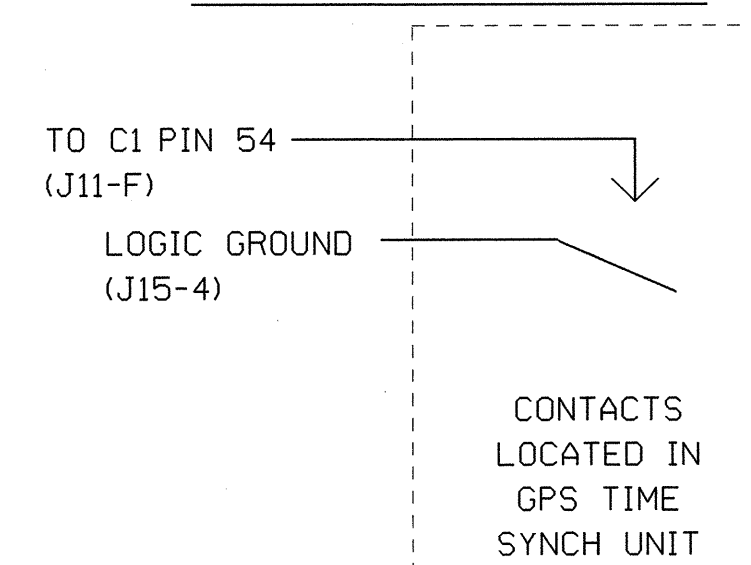 TO C1 PIN 54
(J11-F)
LOGIC GROUND
(J15-4)
CONTACTS
LOCATED IN
GPS TIME
SYNCH UNIT